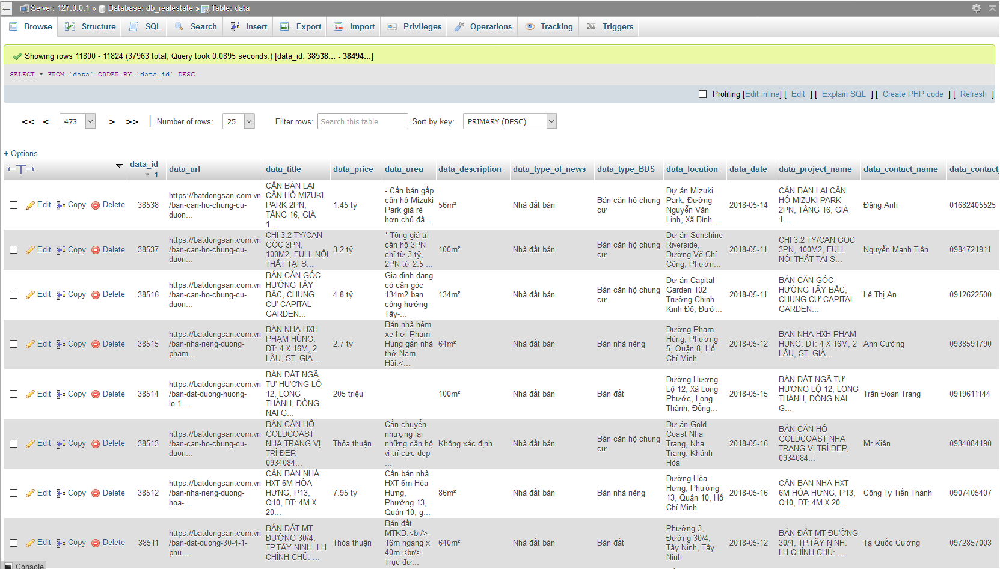 Server: 127.0.0.1 » Database: db_realestate » Table: data
Browse Structure SQL Search Insert Export Import Privileges Operations Tracking Triggers
Showing rows 11800 - 11824 (37963 total, Query took 0.0895 seconds.) [data_id: 38538... - 38494...]
SELECT * FROM `data` ORDER BY `data_id` DESC
Profiling [Edit inline] [ Edit ] [ Explain SQL ] [ Create PHP code ] [ Refresh ]
<< < 473 > >> | Number of rows: 25 Filter rows: Search this table Sort by key: PRIMARY (DESC)
+ Options
←T→ data_id 1 data_url data_title data_price data_area data_description data_type_of_news data_type_BDS data_location data_date data_project_name data_contact_name data_contact_
Edit Copy Delete 38538
https://batdongsan.com.vn
/ban-can-ho-chung-cu-
duon...
CẦN BÁN LẠI
CĂN HỘ MIZUKI
PARK 2PN,
TẦNG 16, GIÁ
1...
1.45 tỷ
- Cần bán gấp
căn hộ Mizuki
Park giá rẻ
hơn chủ đầ...
56m²
Nhà đất bán
Bán căn hộ chung
cư
Dự án Mizuki
Park, Đường
Nguyễn Văn
Linh, Xã Bình ...
2018-05-14
CẦN BÁN LẠI CĂN
HỘ MIZUKI PARK
2PN, TẦNG 16, GIÁ
1...
Đặng Anh
01682405525
Edit Copy Delete 38537
https://batdongsan.com.vn
/ban-can-ho-chung-cu-
duon...
CHỈ 3.2 TỶ/CĂN
GÓC 3PN,
100M2, FULL NỘI
THẤT TẠI S...
3.2 tỷ
* Tổng giá trị
căn hộ 3PN
chỉ từ 3 tỷ,
2PN từ 2.5 ...
100m²
Nhà đất bán
Bán căn hộ chung
cư
Dự án Sunshine
Riverside,
Đường Võ Chí
Công, Phườn...
2018-05-11
CHỈ 3.2 TỶ/CĂN GÓC
3PN, 100M2, FULL
NỘI THẤT TẠI S...
Nguyễn Mạnh Tiến
0984721911
Edit Copy Delete 38516
https://batdongsan.com.vn
/ban-can-ho-chung-cu-
duon...
BÁN CĂN GÓC
HƯỚNG TÂY
BẮC, CHUNG
CƯ CAPITAL
GARDEN...
4.8 tỷ
Gia đình đang
có căn góc
134m2 ban
công hướng
Tây-...
134m²
Nhà đất bán
Bán căn hộ chung
cư
Dự án Capital
Garden 102
Trường Chinh
Kinh Đô, Đườ...
2018-05-11
BÁN CĂN GÓC
HƯỚNG TÂY BẮC,
CHUNG CƯ CAPITAL
GARDEN...
Lê Thị An
0912622500
Edit Copy Delete 38515
https://batdongsan.com.vn
/ban-nha-rieng-duong-
pham...
BÁN NHÀ HXH
PHẠM HÙNG.
DT: 4 X 16M, 2
LẦU, ST. GIÁ...
2.7 tỷ
Bán nhà hẻm
xe hơi Phạm
Hùng gần nhà
thờ Nam
Hải.<...
64m²
Nhà đất bán
Bán nhà riêng
Đường Phạm
Hùng, Phường
5, Quận 8, Hồ
Chí Minh
2018-05-12
BÁN NHÀ HXH PHẠM
HÙNG. DT: 4 X 16M, 2
LẦU, ST. GIÁ...
Anh Cường
0938591790
Edit Copy Delete 38514
https://batdongsan.com.vn
/ban-dat-duong-huong-
lo-1...
BÁN ĐẤT NGÃ
TƯ HƯƠNG LỘ
12, LONG
THÀNH, ĐỒNG
NAI G...
205 triệu
100m²
Nhà đất bán
Bán đất
Đường Hương
Lộ 12, Xã Long
Phước, Long
Thành, Đồng...
2018-05-15
BÁN ĐẤT NGÃ TƯ
HƯƠNG LỘ 12, LONG
THÀNH, ĐỒNG NAI
G...
Trần Đoan Trang
0919611144
Edit Copy Delete 38513
https://batdongsan.com.vn
/ban-can-ho-chung-cu-
duon...
BÁN CĂN HỘ
GOLDCOAST
NHA TRANG VỊ
TRÍ ĐẸP,
0934084...
Thỏa thuận
Cần chuyển
nhượng lại
những căn hộ
vị trí cực đẹp
...
Không xác định
Nhà đất bán
Bán căn hộ chung
cư
Dự án Gold
Coast Nha
Trang, Nha
Trang, Khánh
Hòa
2018-05-16
BÁN CĂN HỘ
GOLDCOAST NHA
TRANG VỊ TRÍ ĐẸP,
0934084...
Mr Kiên
0934084190
Edit Copy Delete 38512
https://batdongsan.com.vn
/ban-nha-rieng-duong-
hoa-...
CẦN BÁN NHÀ
HXT 6M HÒA
HƯNG, P13,
Q10, DT: 4M X
20...
7.95 tỷ
Cần bán nhà
HXT 6m Hòa
Hưng,
Phường 13,
Quận 10, g...
86m²
Nhà đất bán
Bán nhà riêng
Đường Hòa
Hưng, Phường
13, Quận 10, Hồ
Chí Minh
2018-05-16
CẦN BÁN NHÀ HXT
6M HÒA HƯNG, P13,
Q10, DT: 4M X 20...
Công Ty Tiến Thành
0907405407
Edit Copy Delete 38511
https://batdongsan.com.vn
/ban-dat-duong-30-4-1-
phu...
BÁN ĐẤT MT
ĐƯỜNG 30/4,
TP.TÂY NINH. LH
CHÍNH CHỦ: ...
Thỏa thuận
Bán đất
MTKD:<br/>-
16m ngang x
40m.<br/>-
Trục đư...
640m²
Nhà đất bán
Bán đất
Phường 3,
Đường 30/4,
Tây Ninh, Tây
Ninh
2018-05-12
BÁN ĐẤT MT ĐƯỜNG
30/4, TP.TÂY NINH.
LH CHÍNH CHỦ: ...
Tạ Quốc Cường
0972857003
Console